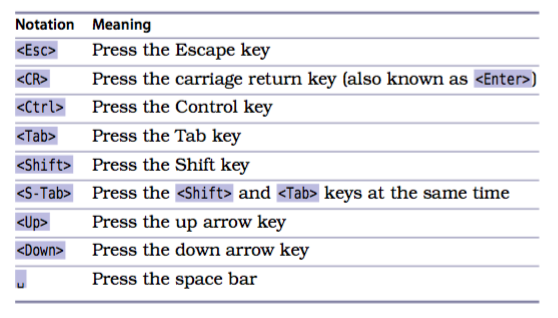 Notation Meaning
<Esc> Press the Escape key
<CR> Press the carriage return key (also known as <Enter>)
<Ctrl> Press the Control key
<Tab> Press the Tab key
<Shift> Press the Shift key
<S-Tab> Press the <Shift> and <Tab> keys at the same time
<Up> Press the up arrow key
<Down> Press the down arrow key
␣ Press the space bar